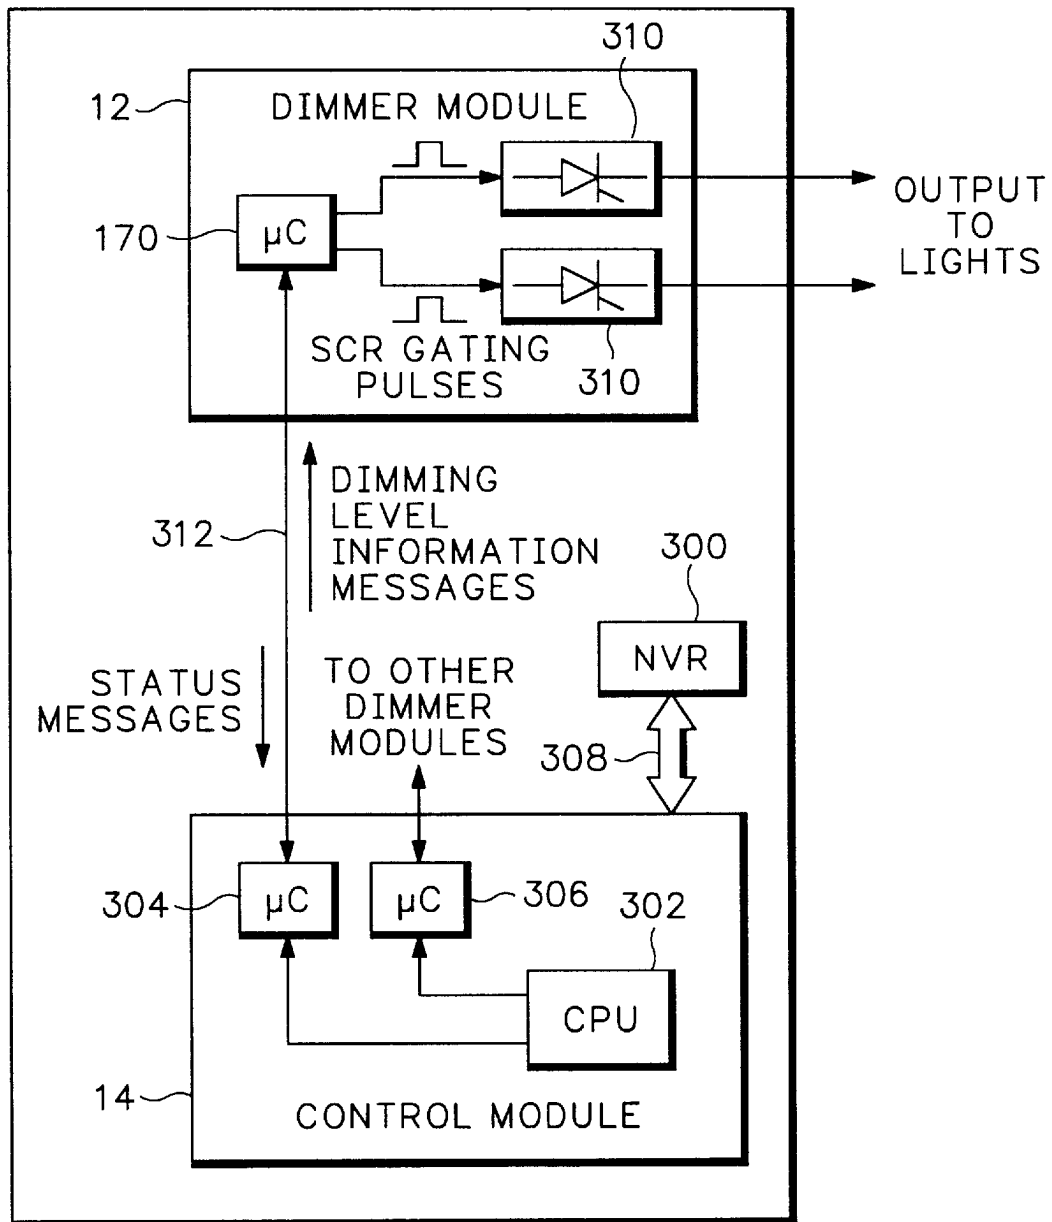 310
12
DIMMER MODULE
170
µC
OUTPUT
TO
LIGHTS
SCR GATING
PULSES
310
312
DIMMING
LEVEL
INFORMATION
MESSAGES
300
NVR
STATUS
MESSAGES
TO OTHER
DIMMER
MODULES
308
304
µC
µC
306
302
CPU
14
CONTROL MODULE